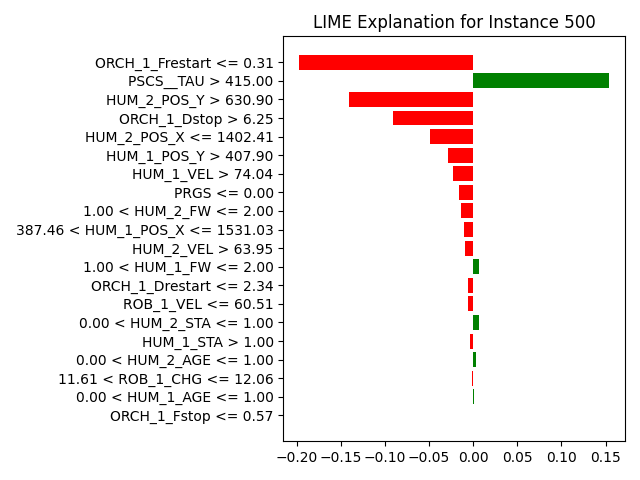 LIME Explanation for Instance 500
ORCH_1_Frestart <= 0.31
PSCS__TAU > 415.00
HUM_2_POS_Y > 630.90
ORCH_1_Dstop > 6.25
HUM_2_POS_X <= 1402.41
HUM_1_POS_Y > 407.90
HUM_1_VEL > 74.04
PRGS <= 0.00
1.00 < HUM_2_FW <= 2.00
387.46 < HUM_1_POS_X <= 1531.03
HUM_2_VEL > 63.95
1.00 < HUM_1_FW <= 2.00
ORCH_1_Drestart <= 2.34
ROB_1_VEL <= 60.51
0.00 < HUM_2_STA <= 1.00
HUM_1_STA > 1.00
0.00 < HUM_2_AGE <= 1.00
11.61 < ROB_1_CHG <= 12.06
0.00 < HUM_1_AGE <= 1.00
ORCH_1_Fstop <= 0.57
−0.20 −0.15 −0.10 −0.05 0.00 0.05 0.10 0.15